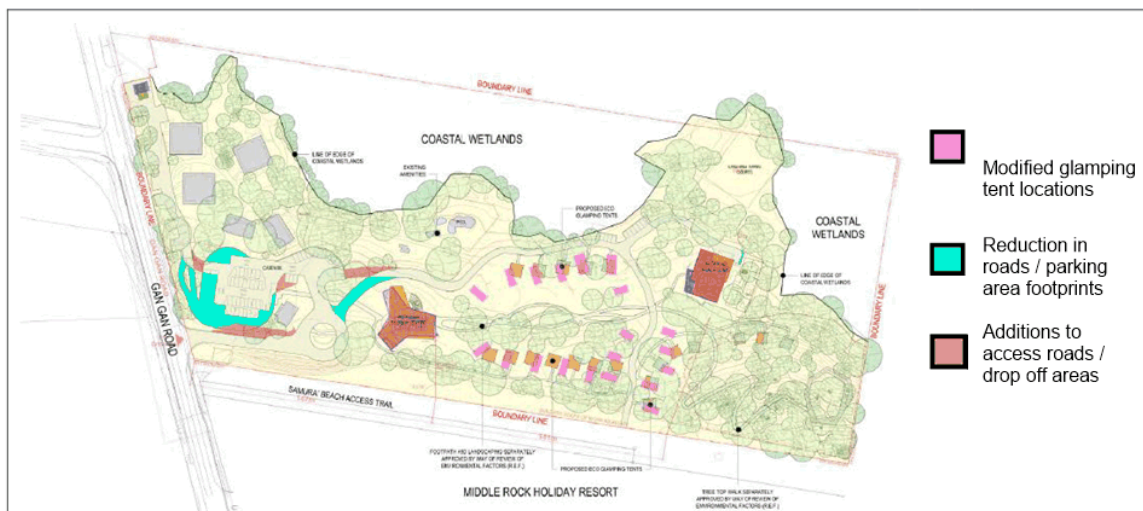 BOUNDARY LINE
COASTAL WETLANDS
LINE OF EDGE OF
COASTAL WETLANDS
EXISTING
AMENITIES
POOL
PROPOSED ECO
GLAMPING TENTS
COASTAL
WETLANDS
LINE OF EDGE OF
COASTAL WETLANDS
BOUNDARY LINE
BOUNDARY LINE
CARPARK
GAN GAN ROAD
SAMURAI BEACH ACCESS TRAIL
BOUNDARY LINE
FOOTPATH AND LANDSCAPING SEPARATELY
APPROVED BY WAY OF REVIEW OF
ENVIRONMENTAL FACTORS (R.E.F.)
PROPOSED ECO GLAMPING TENTS
TREE TOP WALK SEPARATELY
APPROVED BY WAY OF REVIEW OF
ENVIRONMENTAL FACTORS (R.E.F.)
MIDDLE ROCK HOLIDAY RESORT
Modified glamping
tent locations
Reduction in
roads / parking
area footprints
Additions to
access roads /
drop off areas